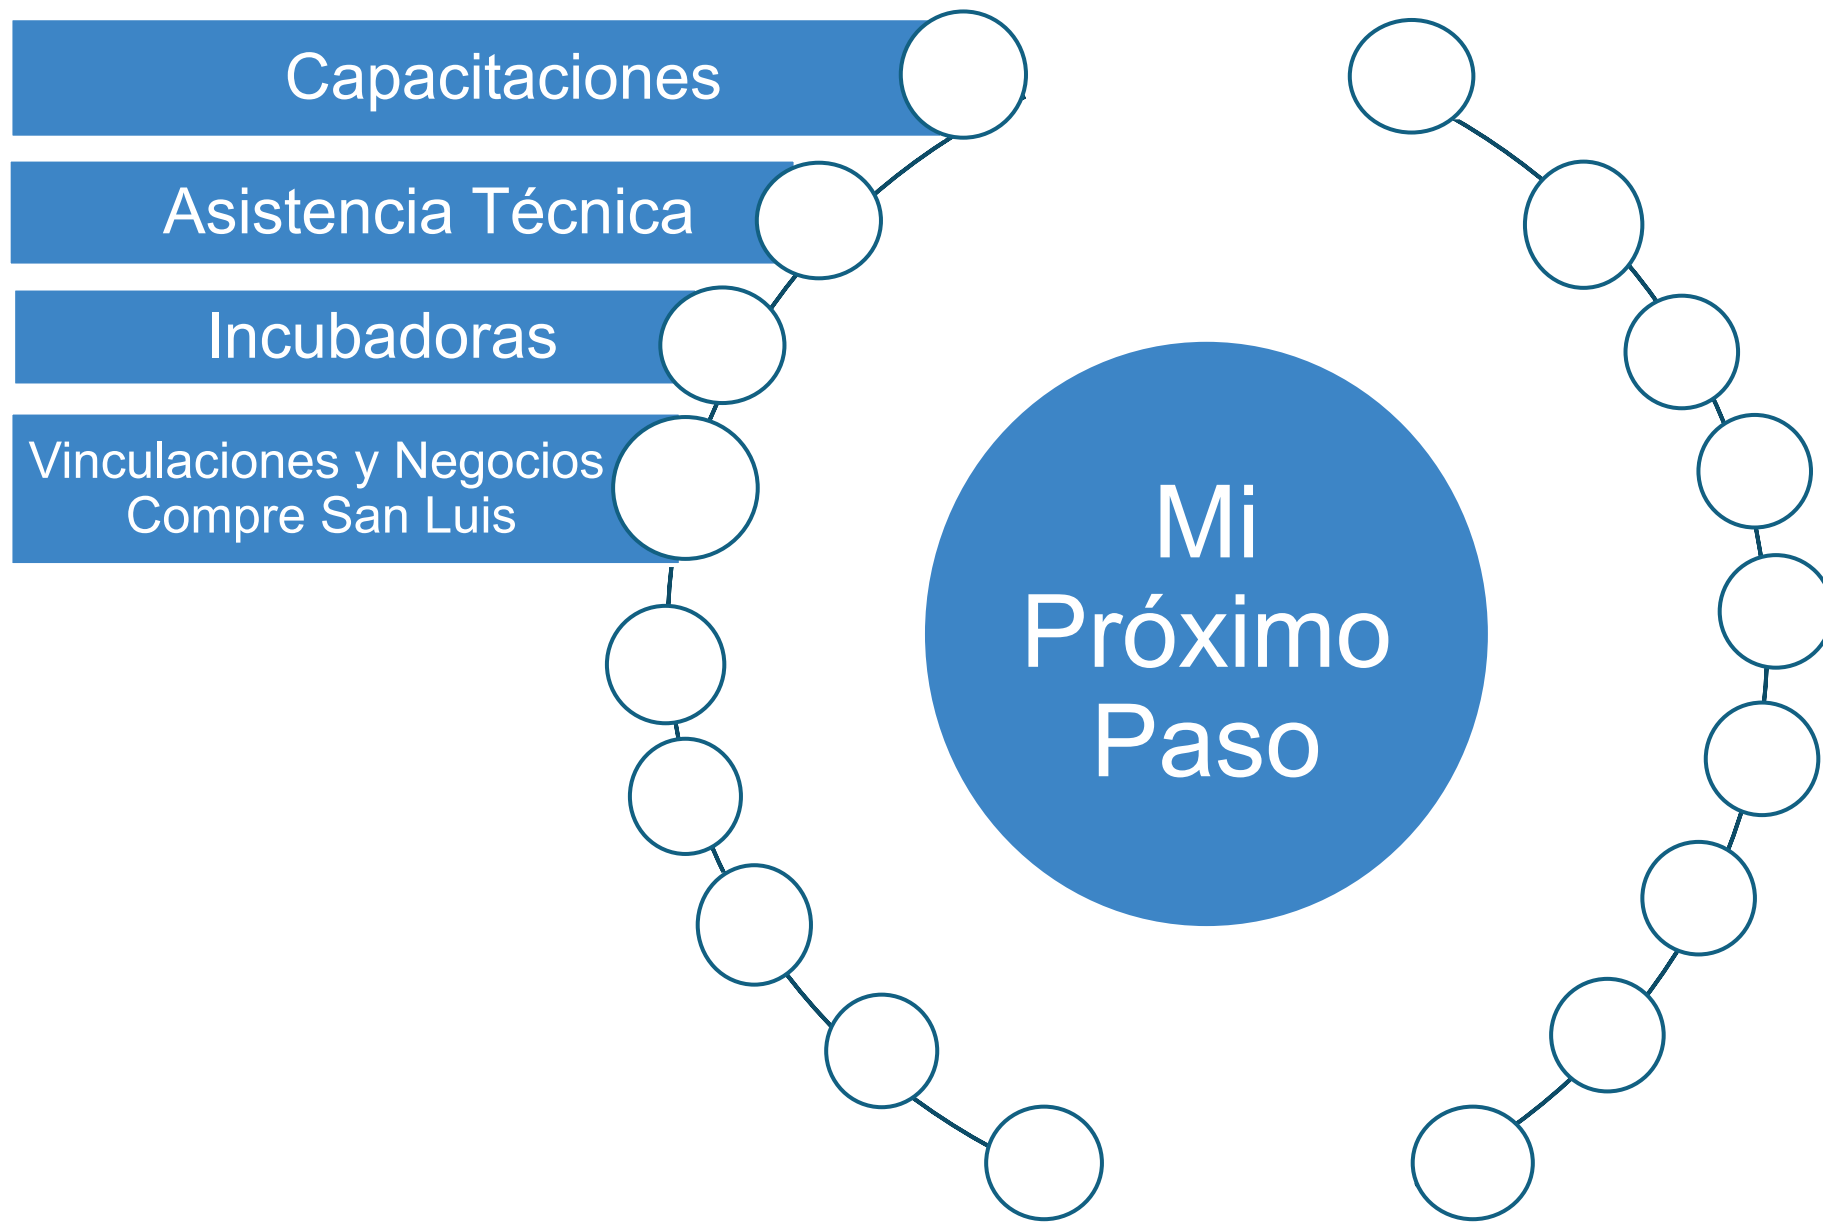 Capacitaciones
Asistencia Técnica
Incubadoras
Vinculaciones y Negocios
Compre San Luis
Mi
Próximo
Paso